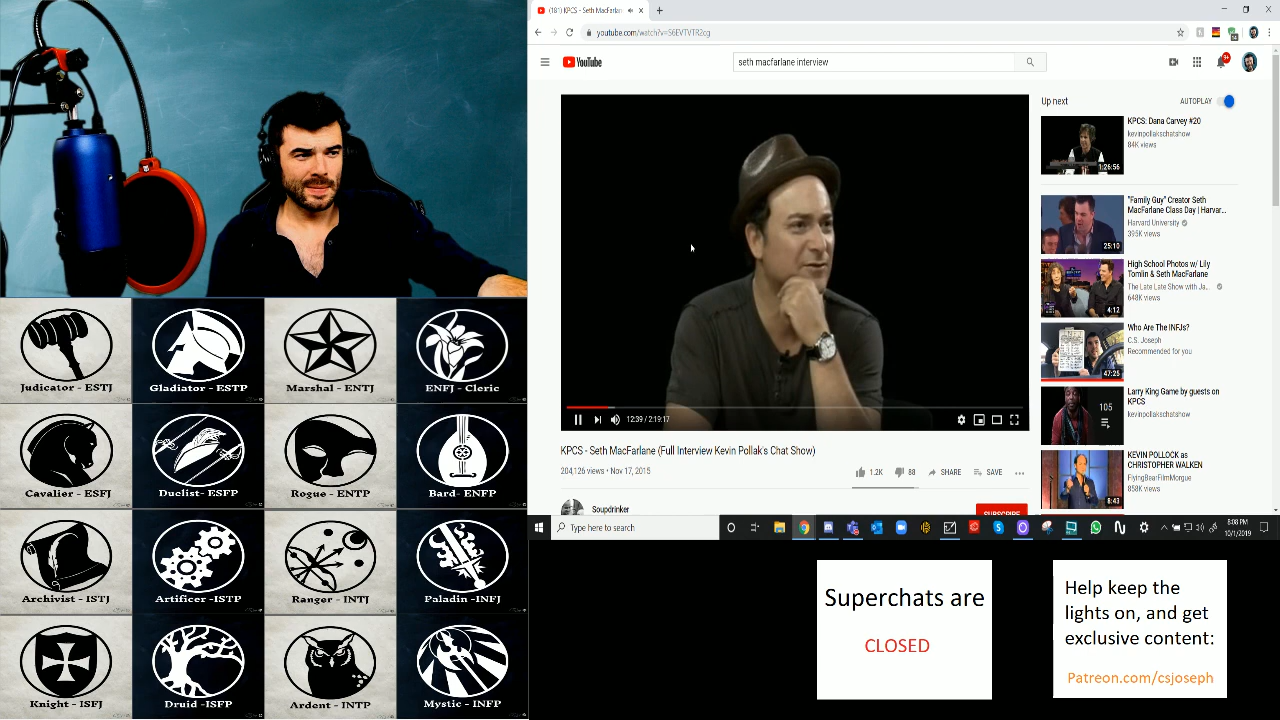 (181) KPCS - Seth MacFarlan
youtube.com/watch?v=S6EVTVTR2cg
YouTube
seth macfarlane interview
9+
Up next
AUTOPLAY
KPCS: Dana Carvey #20
kevinpollakschatshow
84K views
1:26:56
"Family Guy" Creator Seth
MacFarlane Class Day | Harvar...
Harvard University
395K views
25:10
High School Photos w/ Lily
Tomlin & Seth MacFarlane
The Late Late Show with Ja...
648K views
4:12
Who Are The INFJs?
C.S. Joseph
Recommended for you
47:25
Larry King Game by guests on
KPCS
kevinpollakschatshow
105
KEVIN POLLOCK as
CHRISTOPHER WALKEN
FlyingBearFilmMorgue
858K views
8:43
12:39 / 2:19:17
KPCS - Seth MacFarlane (Full Interview Kevin Pollak's Chat Show)
204,126 views • Nov 17, 2015
1.2K
88
SHARE
SAVE
Soupdrinker
SUBSCRIBE
Type here to search
8:08 PM
10/1/2019
Judicator - ESTJ
Gladiator - ESTP
Marshal - ENTJ
ENFJ - Cleric
Cavalier - ESFJ
Duelist - ESFP
Rogue - ENTP
Bard- ENFP
Archivist - ISTJ
Artificer -ISTP
Ranger - INTJ
Paladin -INFJ
Knight - ISFJ
Druid -ISFP
Ardent - INTP
Mystic - INFP
Superchats are
CLOSED
Help keep the
lights on, and get
exclusive content:
Patreon.com/csjoseph